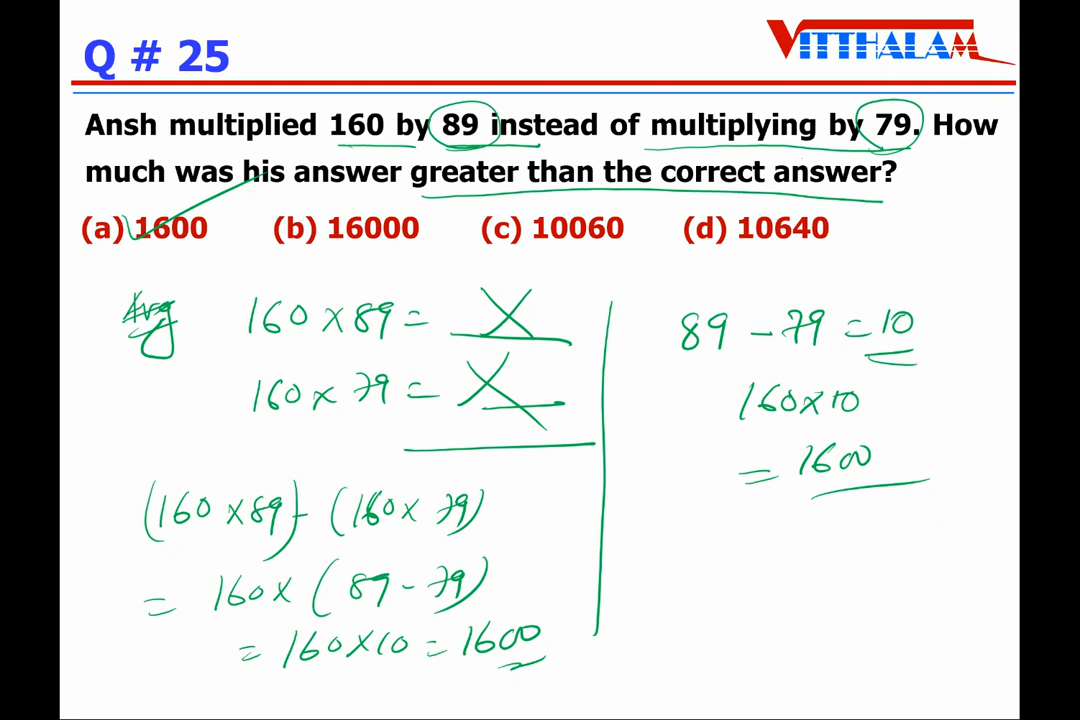 Q # 25
VITTHALAM
Ansh multiplied 160 by 89 instead of multiplying by 79. How
much was his answer greater than the correct answer?
(a) 1600 (b) 16000 (c) 10060 (d) 10640
160 × 89 =
160 × 79 =
(160 × 89) - (160 × 79)
= 160 × (89 - 79)
= 160 × 10 = 1600
89 - 79 = 10
160 × 10
= 1600